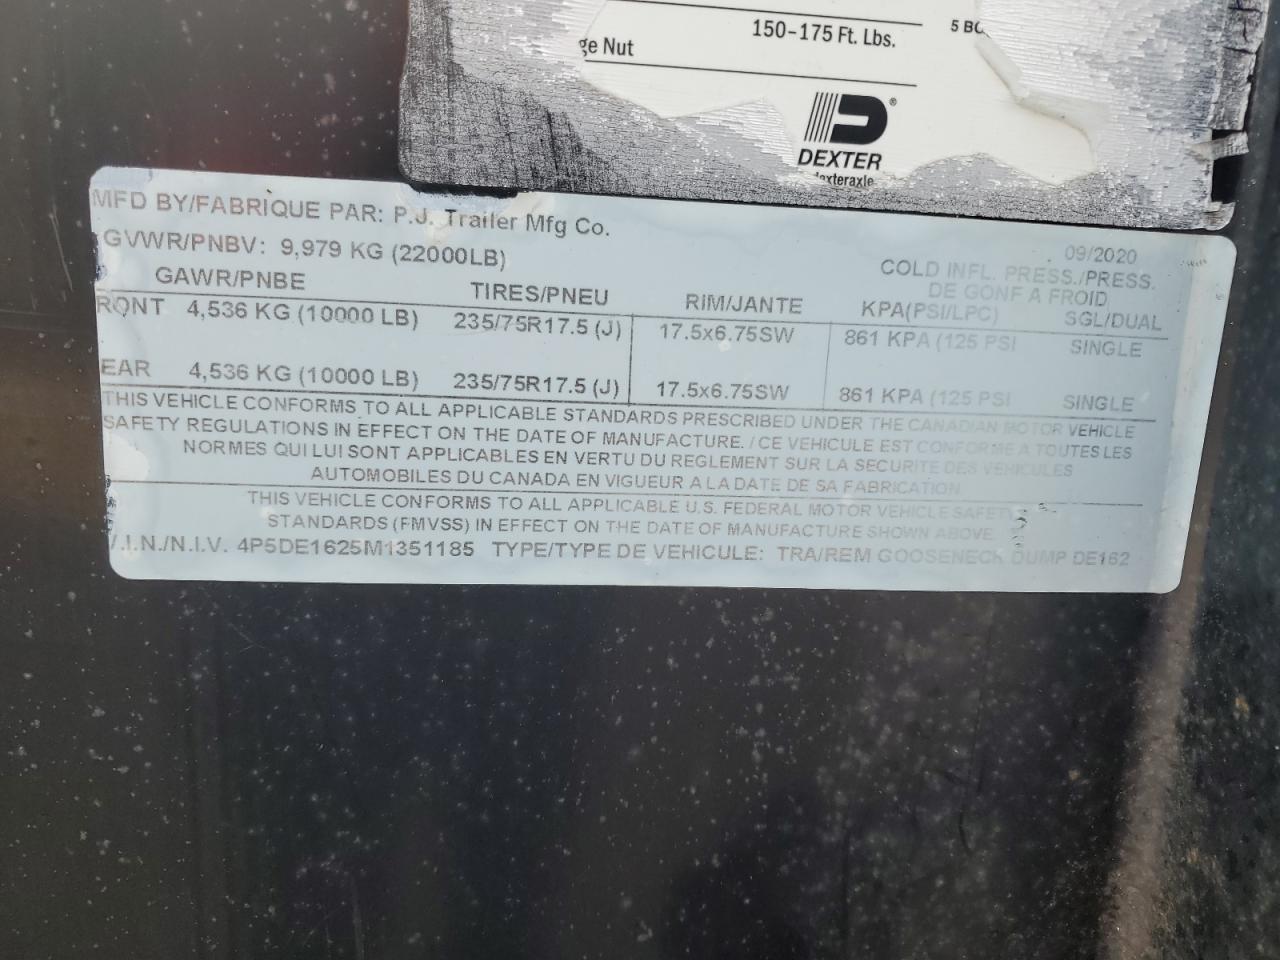 150-175 Ft. Lbs.
5 BO
ge Nut
DEXTER
dexteraxle
MFD BY/FABRIQUE PAR: P.J. Trailer Mfg Co.
GVWR/PNBV: 9,979 KG (22000LB)
09/2020
GAWR/PNBE TIRES/PNEU RIM/JANTE COLD INFL. PRESS./PRESS.
DE GONF A FROID
KPA(PSI/LPC) SGL/DUAL
RONT 4,536 KG (10000 LB) 235/75R17.5 (J) 17.5x6.75SW 861 KPA (125 PSI SINGLE
EAR 4,536 KG (10000 LB) 235/75R17.5 (J) 17.5x6.75SW 861 KPA (125 PSI SINGLE
THIS VEHICLE CONFORMS TO ALL APPLICABLE STANDARDS PRESCRIBED UNDER THE CANADIAN MOTOR VEHICLE
SAFETY REGULATIONS IN EFFECT ON THE DATE OF MANUFACTURE. / CE VEHICULE EST CONFORME A TOUTES LES
NORMES QUI LUI SONT APPLICABLES EN VERTU DU REGLEMENT SUR LA SECURITE DES VEHICULES
AUTOMOBILES DU CANADA EN VIGUEUR A LA DATE DE SA FABRICATION
THIS VEHICLE CONFORMS TO ALL APPLICABLE U.S. FEDERAL MOTOR VEHICLE SAFETY
STANDARDS (FMVSS) IN EFFECT ON THE DATE OF MANUFACTURE SHOWN ABOVE
V.I.N./N.I.V. 4P5DE1625M1351185 TYPE/TYPE DE VEHICULE: TRA/REM GOOSENECK DUMP DE162